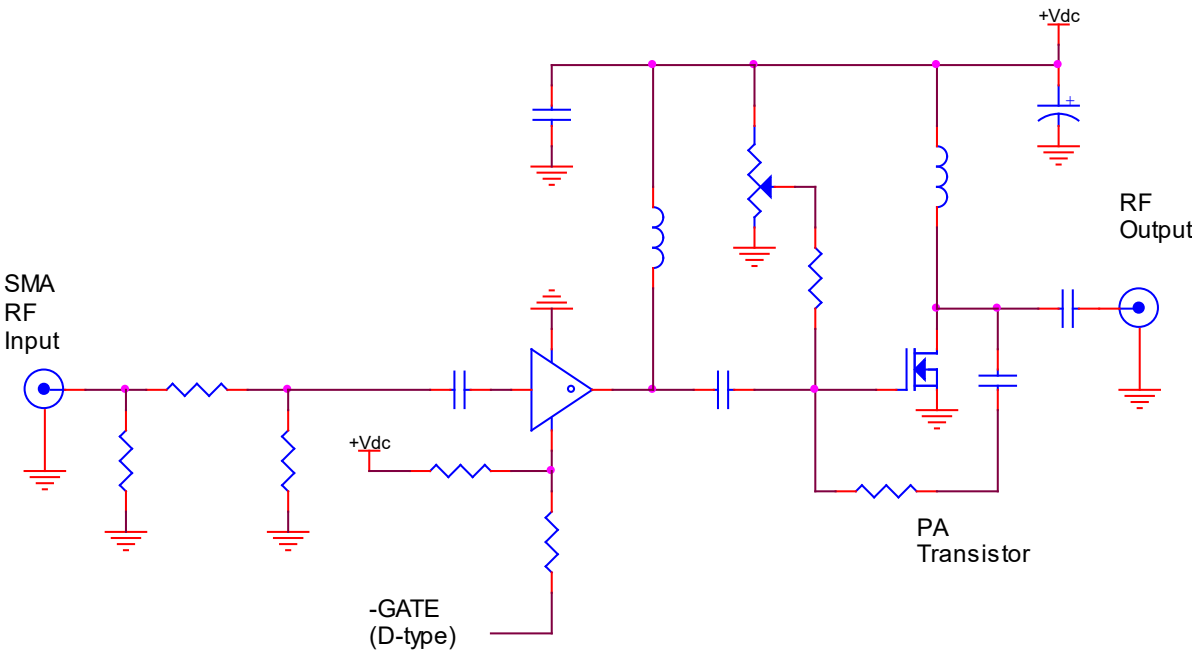 +Vdc
RF
Output
SMA
RF
Input
+Vdc
PA
Transistor
-GATE
(D-type)